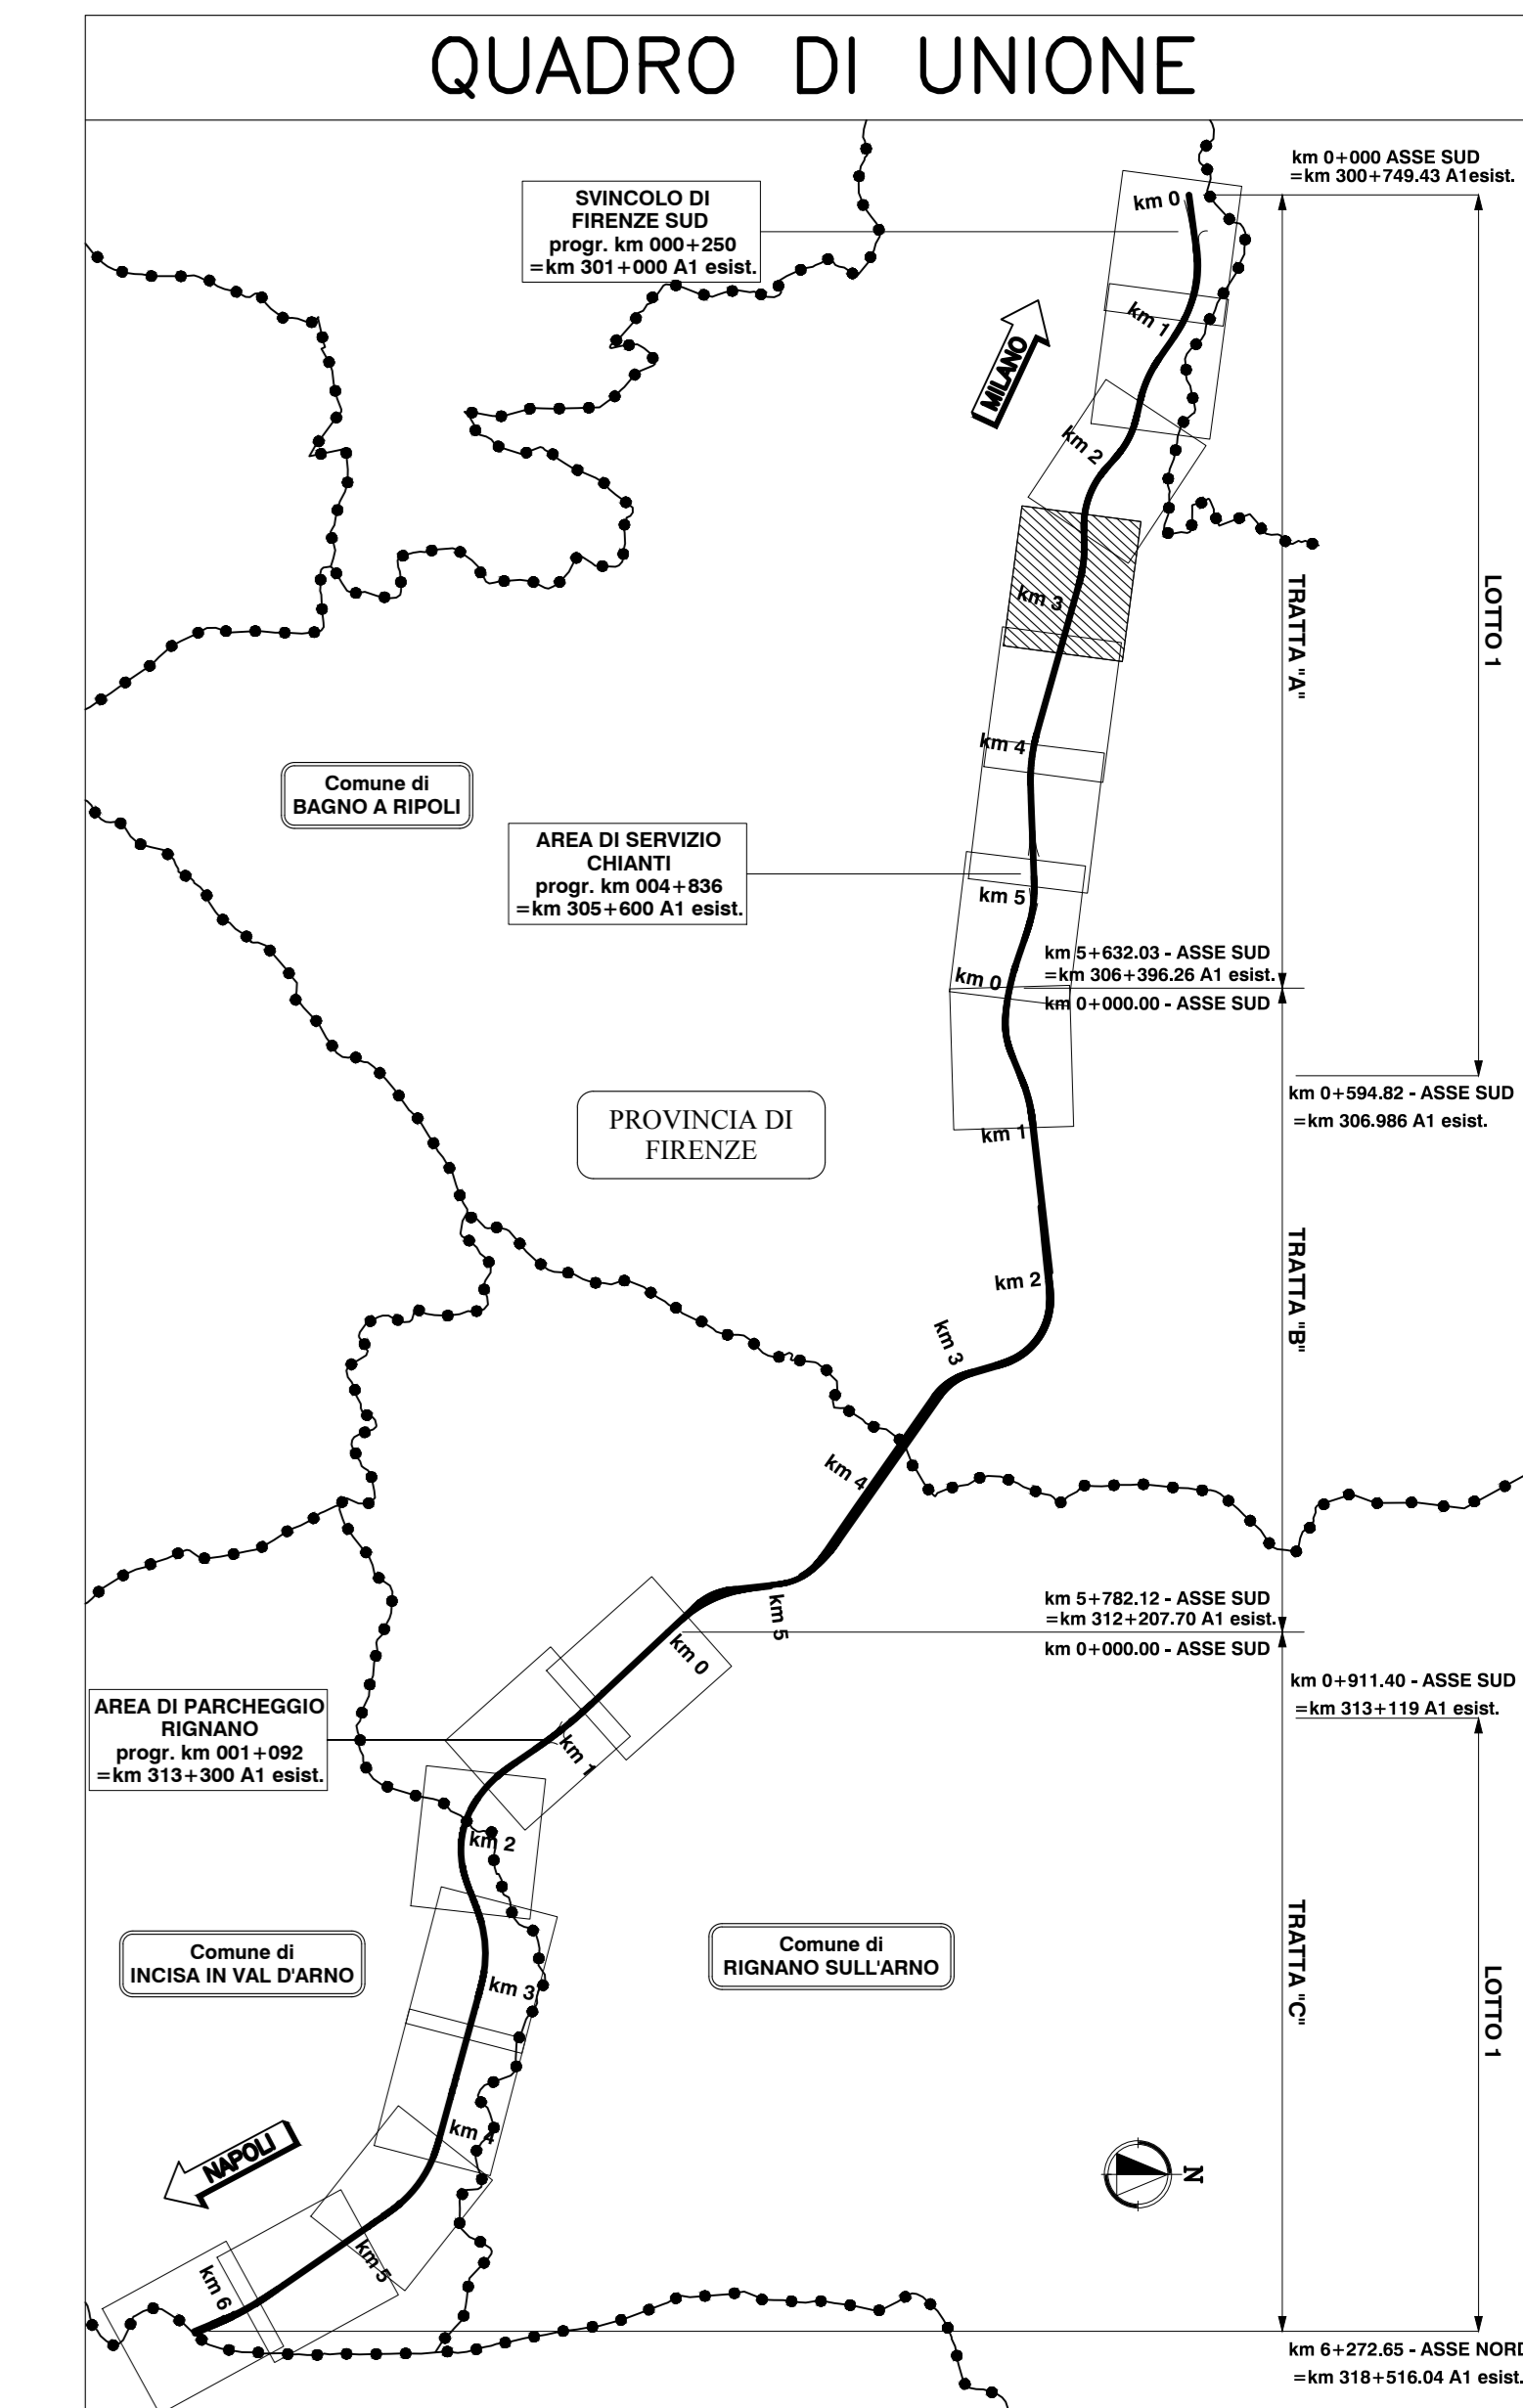 QUADRO DI UNIONE
km 0+000 ASSE SUD
=km 300+749.43 A1esist.
SVINCOLO DI
FIRENZE SUD
progr. km 000+250
=km 301+000 A1 esist.
km 0
km 1
MILANO
km 2
km 3
TRATTA "A"
LOTTO 1
km 4
Comune di
BAGNO A RIPOLI
AREA DI SERVIZIO
CHIANTI
progr. km 004+836
=km 305+600 A1 esist.
km 5
km 5+632.03 - ASSE SUD
=km 306+396.26 A1 esist.
km 0
km 0+000.00 - ASSE SUD
km 0+594.82 - ASSE SUD
=km 306.986 A1 esist.
PROVINCIA DI
FIRENZE
km 1
km 2
TRATTA "B"
km 3
km 4
km 5
km 5+782.12 - ASSE SUD
=km 312+207.70 A1 esist.
km 0+000.00 - ASSE SUD
km 0
km 0+911.40 - ASSE SUD
=km 313+119 A1 esist.
AREA DI PARCHEGGIO
RIGNANO
progr. km 001+092
=km 313+300 A1 esist.
km 1
km 2
Comune di
INCISA IN VAL D'ARNO
Comune di
RIGNANO SULL'ARNO
km 3
TRATTA "C"
LOTTO 1
km 4
NAPOLI
N
km 5
km 6
km 6+272.65 - ASSE NORD
=km 318+516.04 A1 esist.